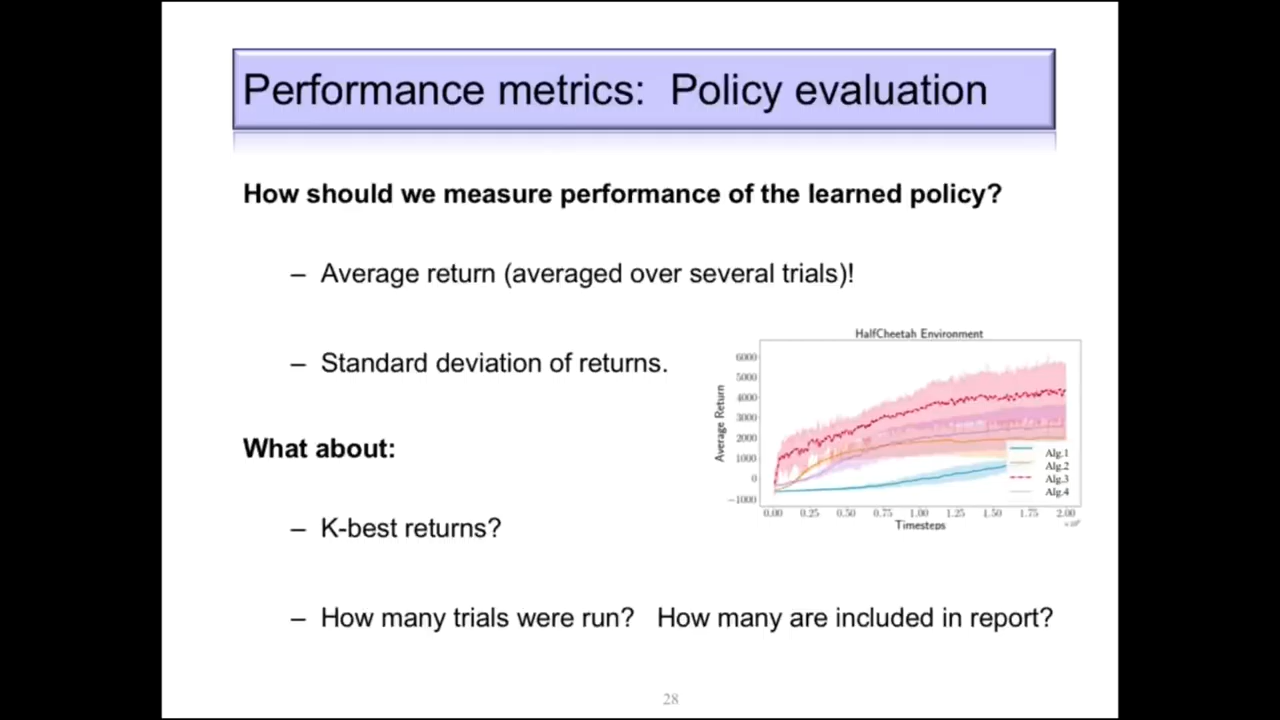 Performance metrics: Policy evaluation
How should we measure performance of the learned policy?
– Average return (averaged over several trials)!
– Standard deviation of returns.
What about:
– K-best returns?
– How many trials were run? How many are included in report?
HalfCheetah Environment
Average Return
6000
5000
4000
3000
2000
1000
0
−1000
0.00 0.25 0.50 0.75 1.00 1.25 1.50 1.75 2.00
Timesteps
Alg.1
Alg.2
Alg.3
Alg.4
28